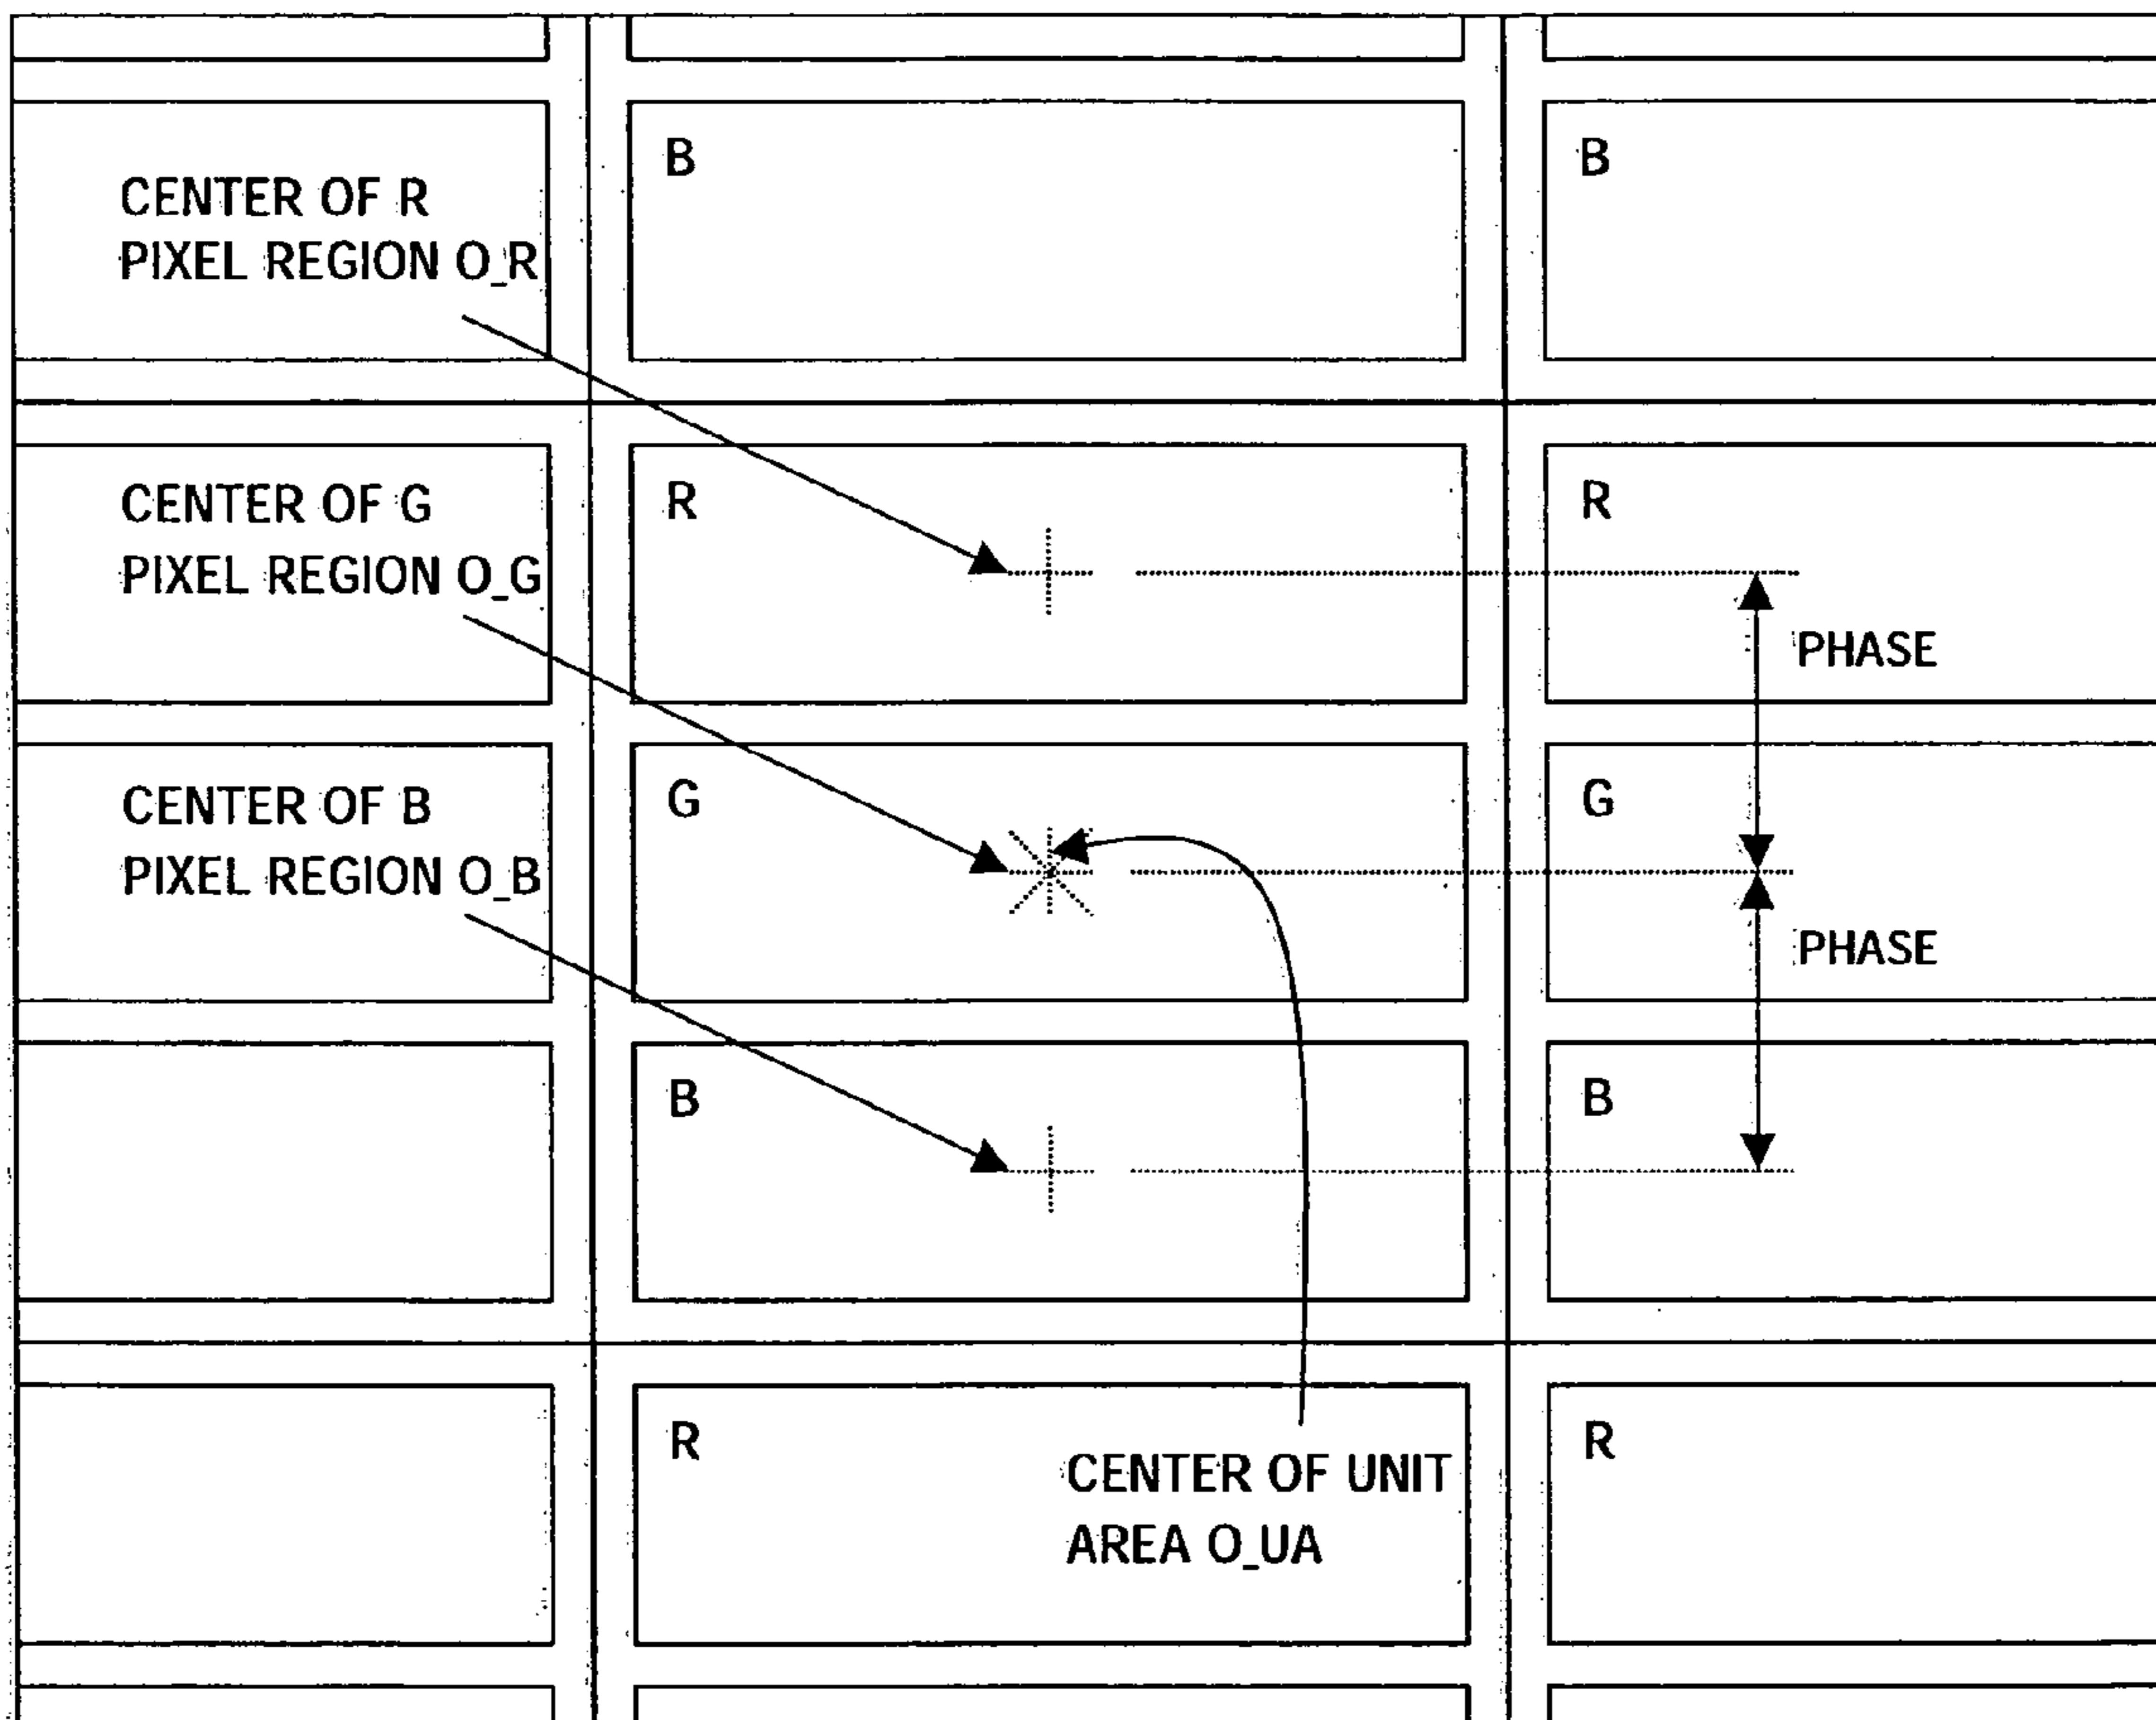 B
B
CENTER OF R
PIXEL REGION O_R
R
R
CENTER OF G
PIXEL REGION O_G
PHASE
G
G
CENTER OF B
PIXEL REGION O_B
PHASE
B
B
R
R
CENTER OF UNIT
AREA O_UA